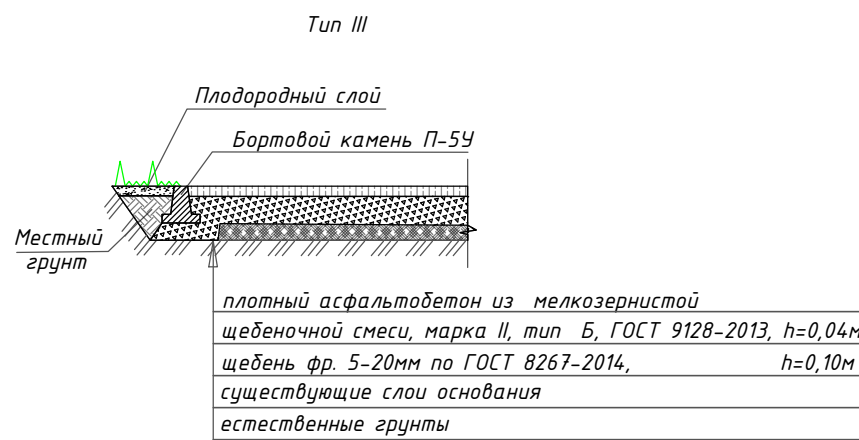 Тип III
Плодородный слой
Бортовой камень П-5У
Местный
грунт
плотный асфальтобетон из мелкозернистой
щебеночной смеси, марка II, тип Б, ГОСТ 9128-2013, h=0,04м
щебень фр. 5-20мм по ГОСТ 8267-2014, h=0,10м
существующие слои основания
естественные грунты